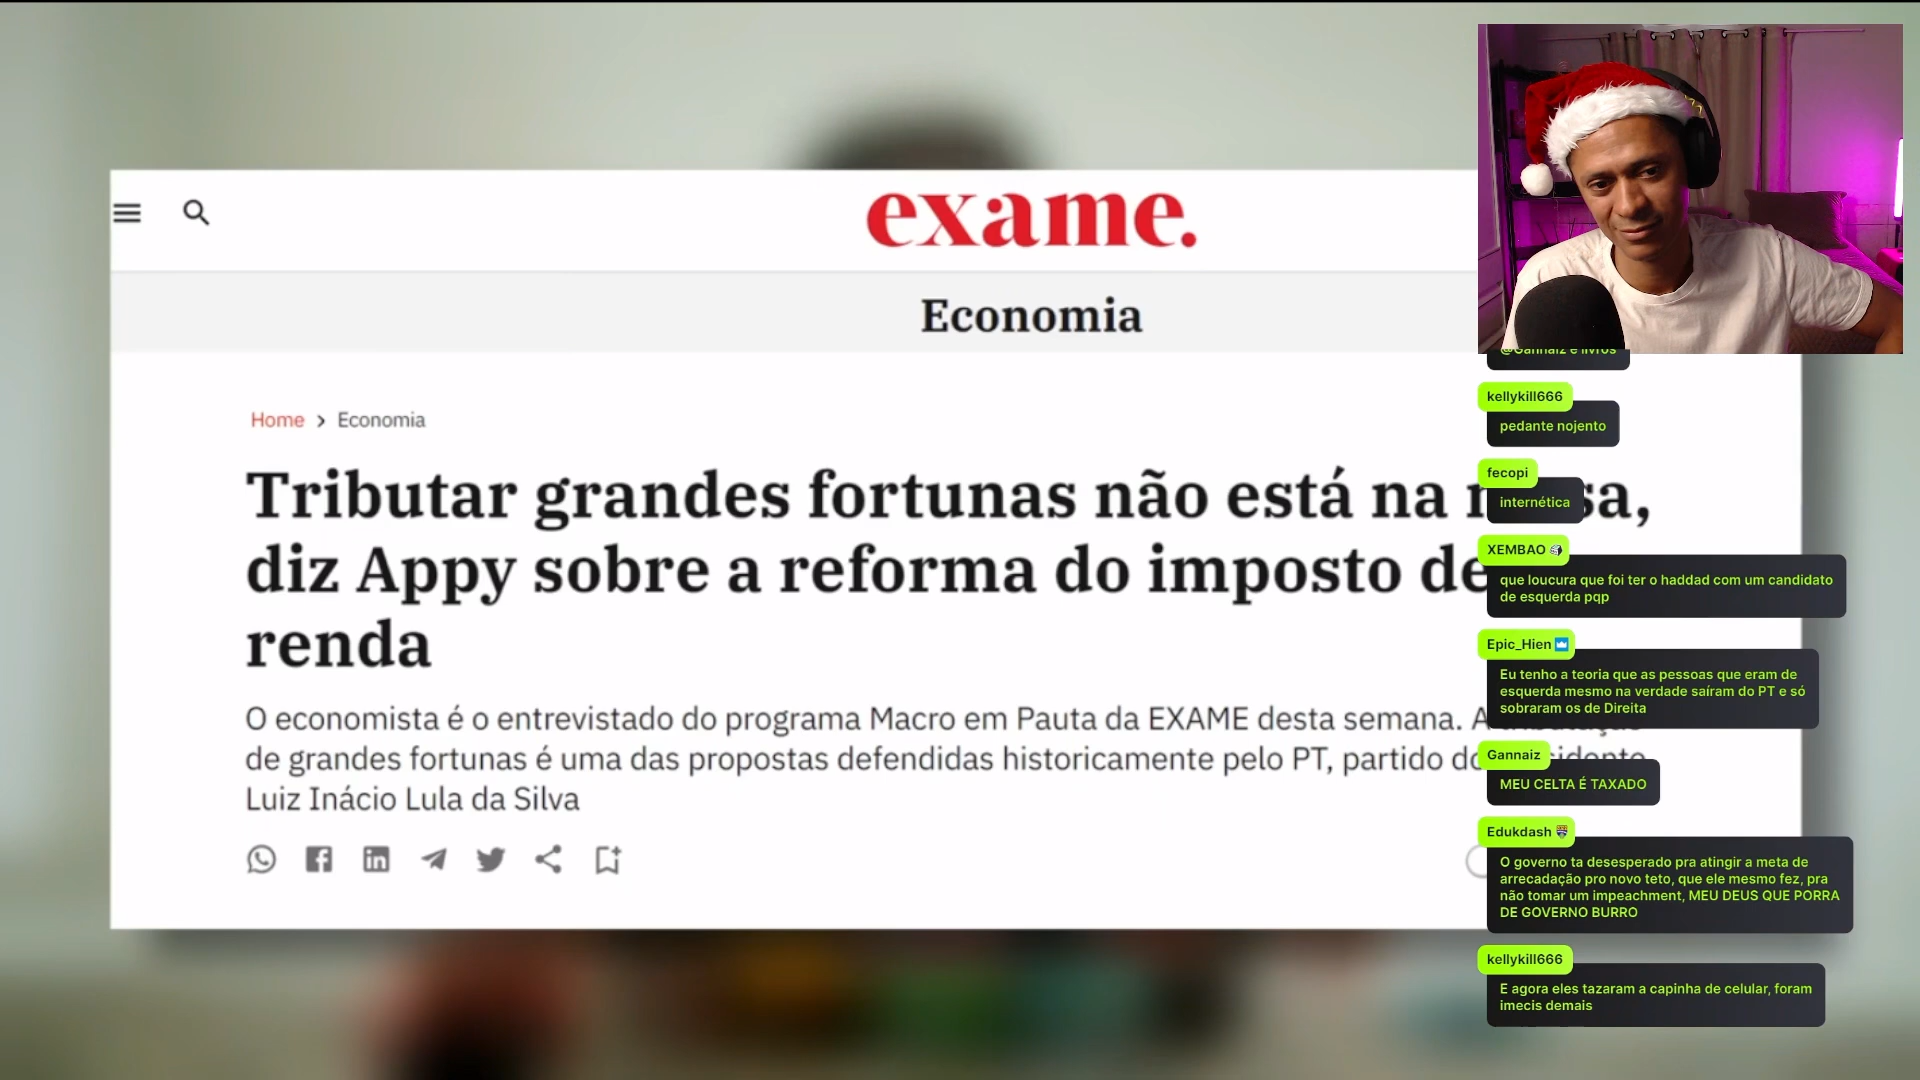 exame.
Economia
Home > Economia
Tributar grandes fortunas não está na
diz Appy sobre a reforma do imposto de
renda
O economista é o entrevistado do programa Macro em Pauta da EXAME desta semana. A
de grandes fortunas é uma das propostas defendidas historicamente pelo PT, partido
Luiz Inácio Lula da Silva
@Gannaiz e livros
kellykill666
pedante nojento
fecopi
internética
XEMBAO
que loucura que foi ter o haddad com um candidato
de esquerda pqp
Epic_Hien
Eu tenho a teoria que as pessoas que eram de
esquerda mesmo na verdade saíram do PT e só
sobraram os de Direita
Gannaiz
MEU CELTA É TAXADO
Edukdash
O governo ta desesperado pra atingir a meta de
arrecadação pro novo teto, que ele mesmo fez, pra
não tomar um impeachment, MEU DEUS QUE PORRA
DE GOVERNO BURRO
kellykill666
E agora eles tazaram a capinha de celular, foram
imecis demais